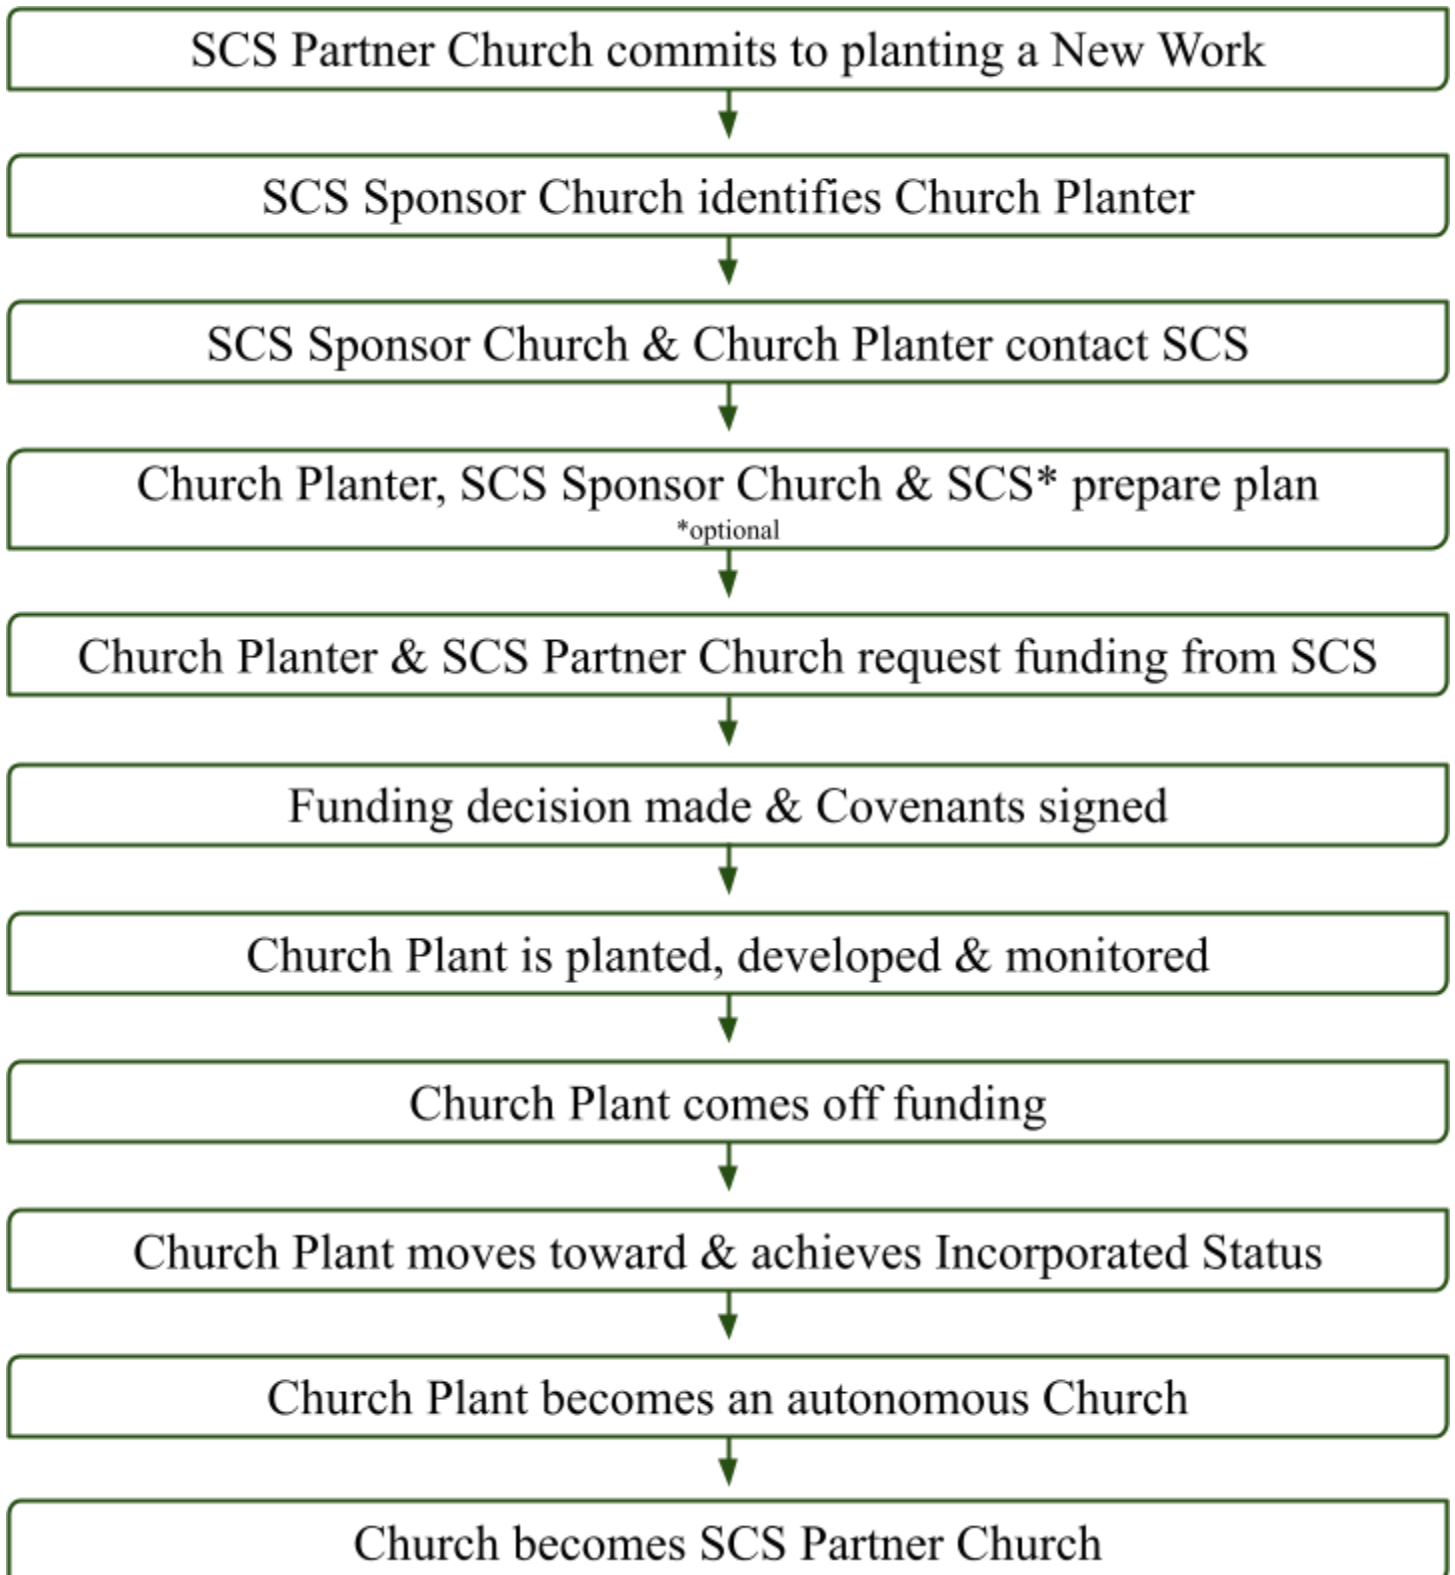 SCS Partner Church commits to planting a New Work
SCS Sponsor Church identifies Church Planter
SCS Sponsor Church & Church Planter contact SCS
Church Planter, SCS Sponsor Church & SCS* prepare plan
*optional
Church Planter & SCS Partner Church request funding from SCS
Funding decision made & Covenants signed
Church Plant is planted, developed & monitored
Church Plant comes off funding
Church Plant moves toward & achieves Incorporated Status
Church Plant becomes an autonomous Church
Church becomes SCS Partner Church